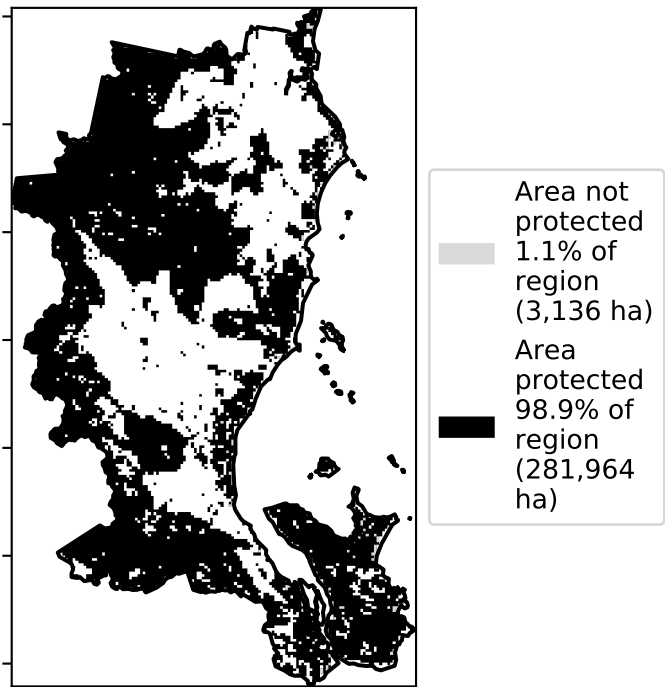 Area not
protected
1.1% of
region
(3,136 ha)
Area
protected
98.9% of
region
(281,964
ha)